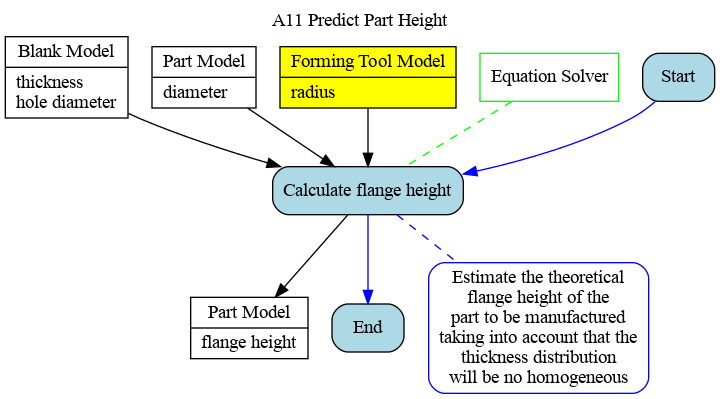 A11 Predict Part Height
Blank Model
thickness
hole diameter
Part Model
diameter
Forming Tool Model
radius
Equation Solver
Start
Calculate flange height
Part Model
flange height
End
Estimate the theoretical
flange height of the
part to be manufactured
taking into account that the
thickness distribution
will be no homogeneous